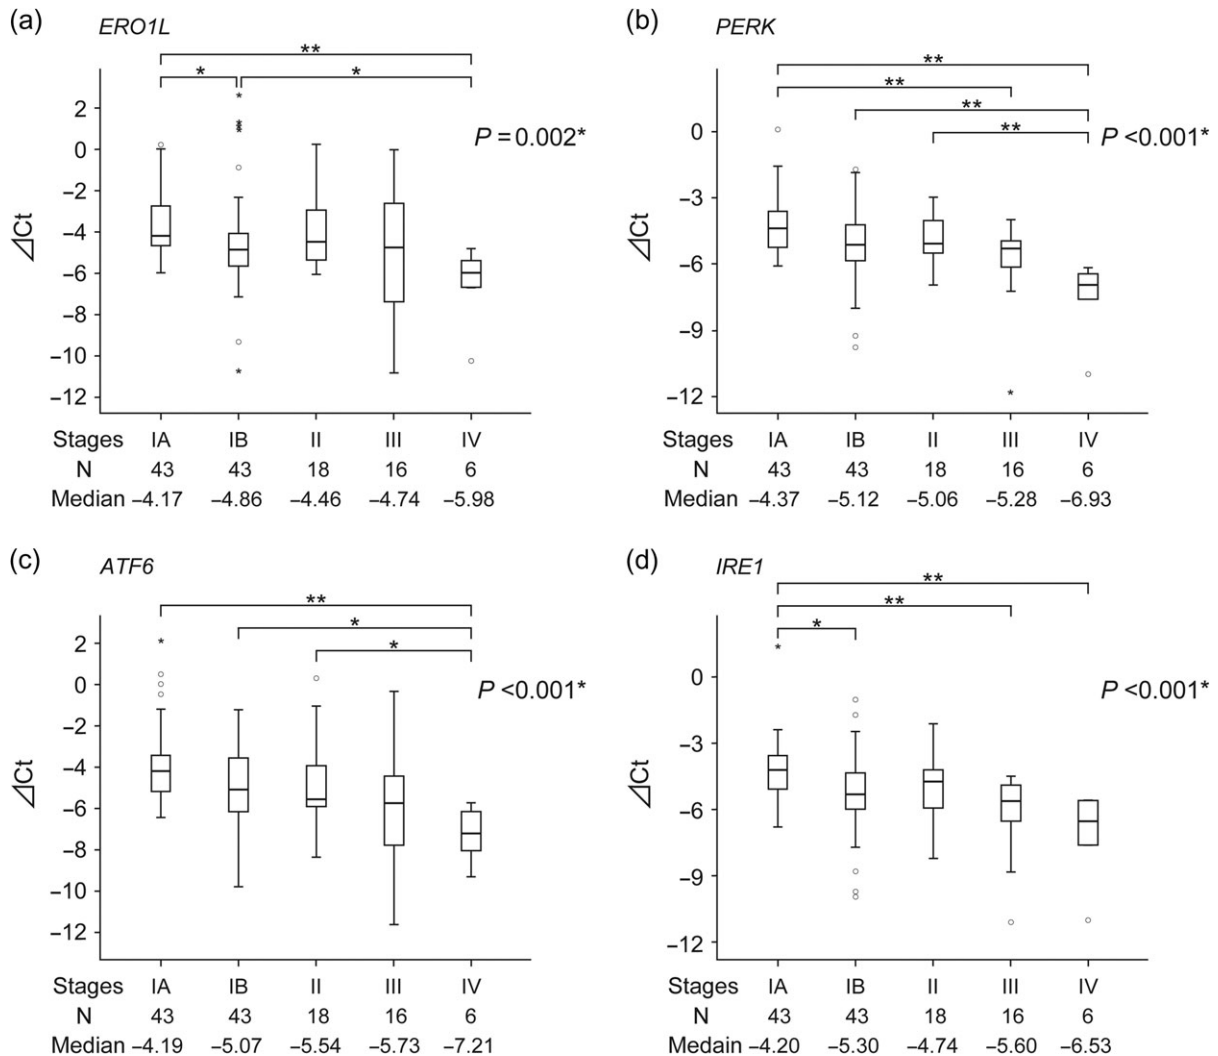 (a) ERO1L
**
* *
P = 0.002*
2
0
−2
−4
−6
−8
−10
−12
⊿Ct
Stages IA IB II III IV
N 43 43 18 16 6
Median −4.17 −4.86 −4.46 −4.74 −5.98
(b) PERK
**
**
**
**
P <0.001*
0
−3
−6
−9
−12
⊿Ct
Stages IA IB II III IV
N 43 43 18 16 6
Median −4.37 −5.12 −5.06 −5.28 −6.93
(c) ATF6
**
*
*
P <0.001*
2
0
−2
−4
−6
−8
−10
−12
⊿Ct
Stages IA IB II III IV
N 43 43 18 16 6
Median −4.19 −5.07 −5.54 −5.73 −7.21
(d) IRE1
**
**
*
P <0.001*
0
−3
−6
−9
−12
⊿Ct
Stages IA IB II III IV
N 43 43 18 16 6
Medain −4.20 −5.30 −4.74 −5.60 −6.53